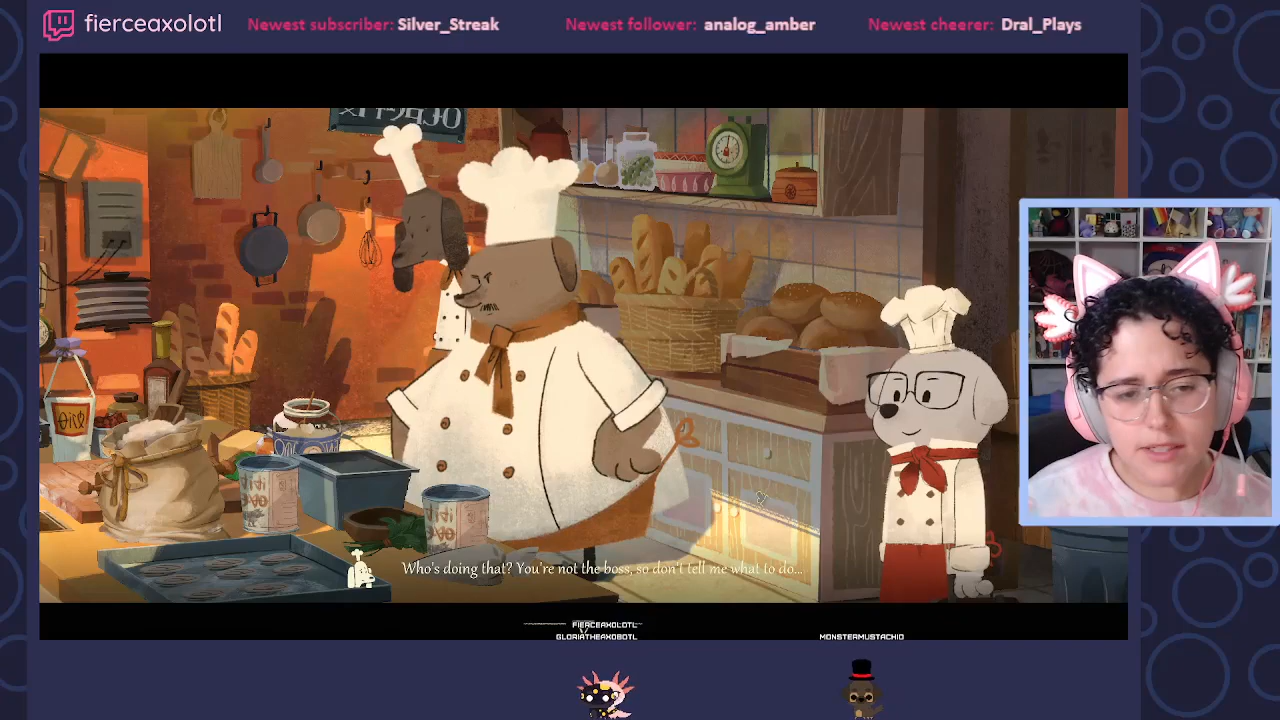 fierceaxolotl
Newest subscriber: Silver_Streak
Newest follower: analog_amber
Newest cheerer: Dral_Plays
Who's doing that? You're not the boss, so don't tell me what to do...
FIERCEAXOLOTL
GLORIATHEAXOBOTL
MONSTERMUSTACHIO